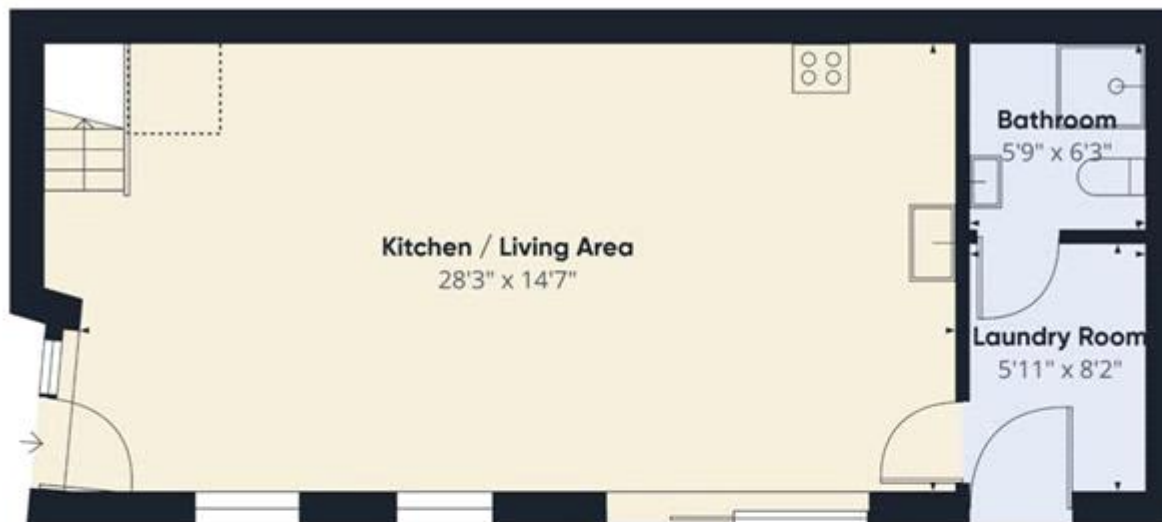 Kitchen / Living Area
28'3" x 14'7"
Bathroom
5'9" x 6'3"
Laundry Room
5'11" x 8'2"